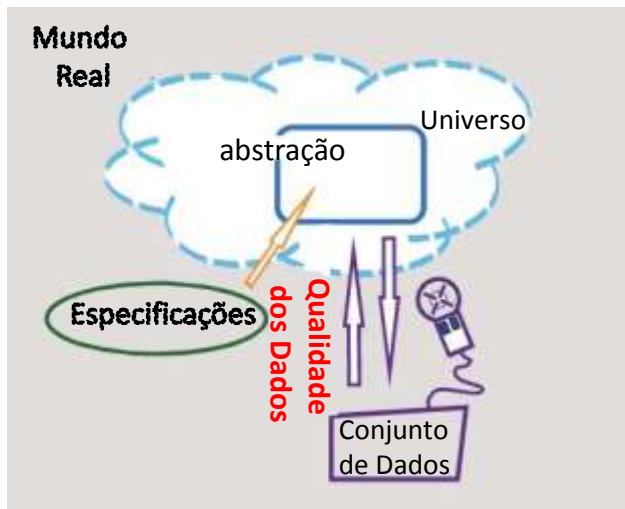 Mundo
Real
Universo
abstração
Especificações
Qualidade
dos Dados
Conjunto
de Dados